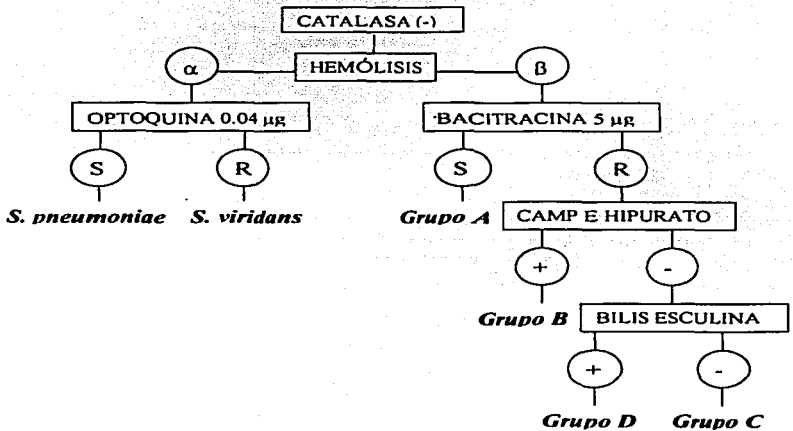 CATALASA (-)
α HEMÓLISIS β
OPTOQUINA 0.04 µg BACITRACINA 5 µg
S R S R
S. pneumoniae S. viridans Grupo A CAMP E HIPURATO
+ -
Grupo B BILIS ESCULINA
+ -
Grupo D Grupo C